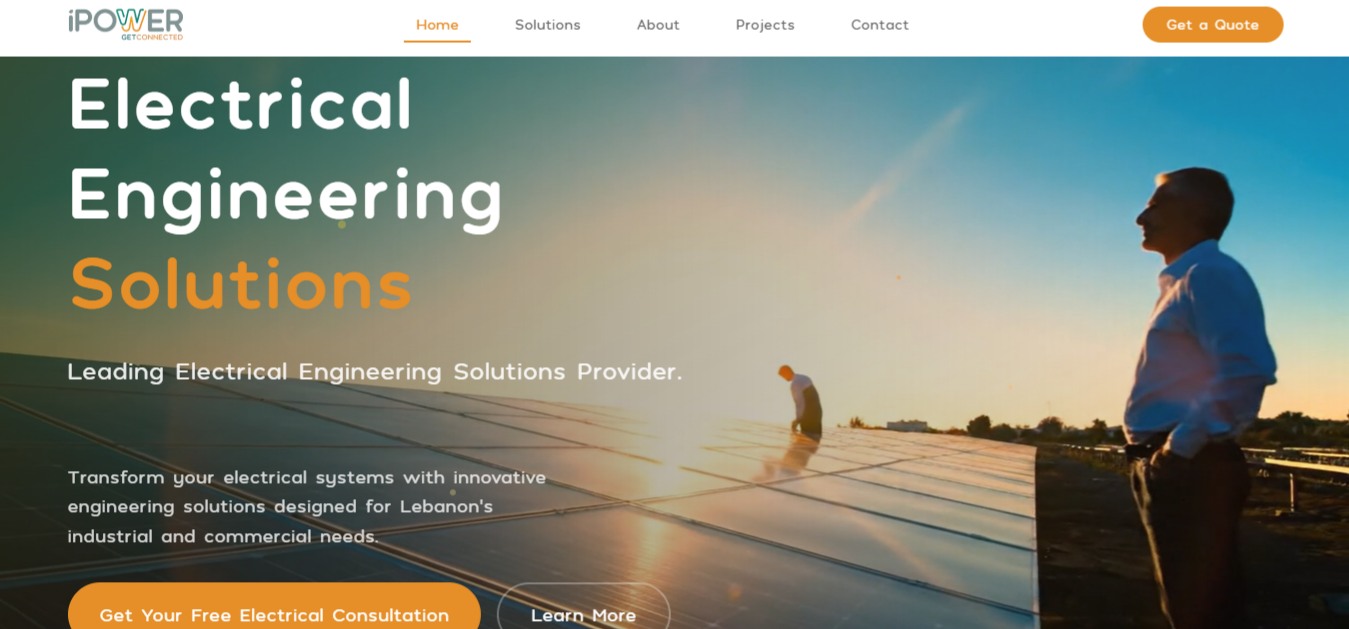 iPOWER
GETCONNECTED
Home
Solutions
About
Projects
Contact
Get a Quote
Electrical
Engineering
Solutions
Leading Electrical Engineering Solutions Provider.
Transform your electrical systems with innovative
engineering solutions designed for Lebanon's
industrial and commercial needs.
Get Your Free Electrical Consultation
Learn More